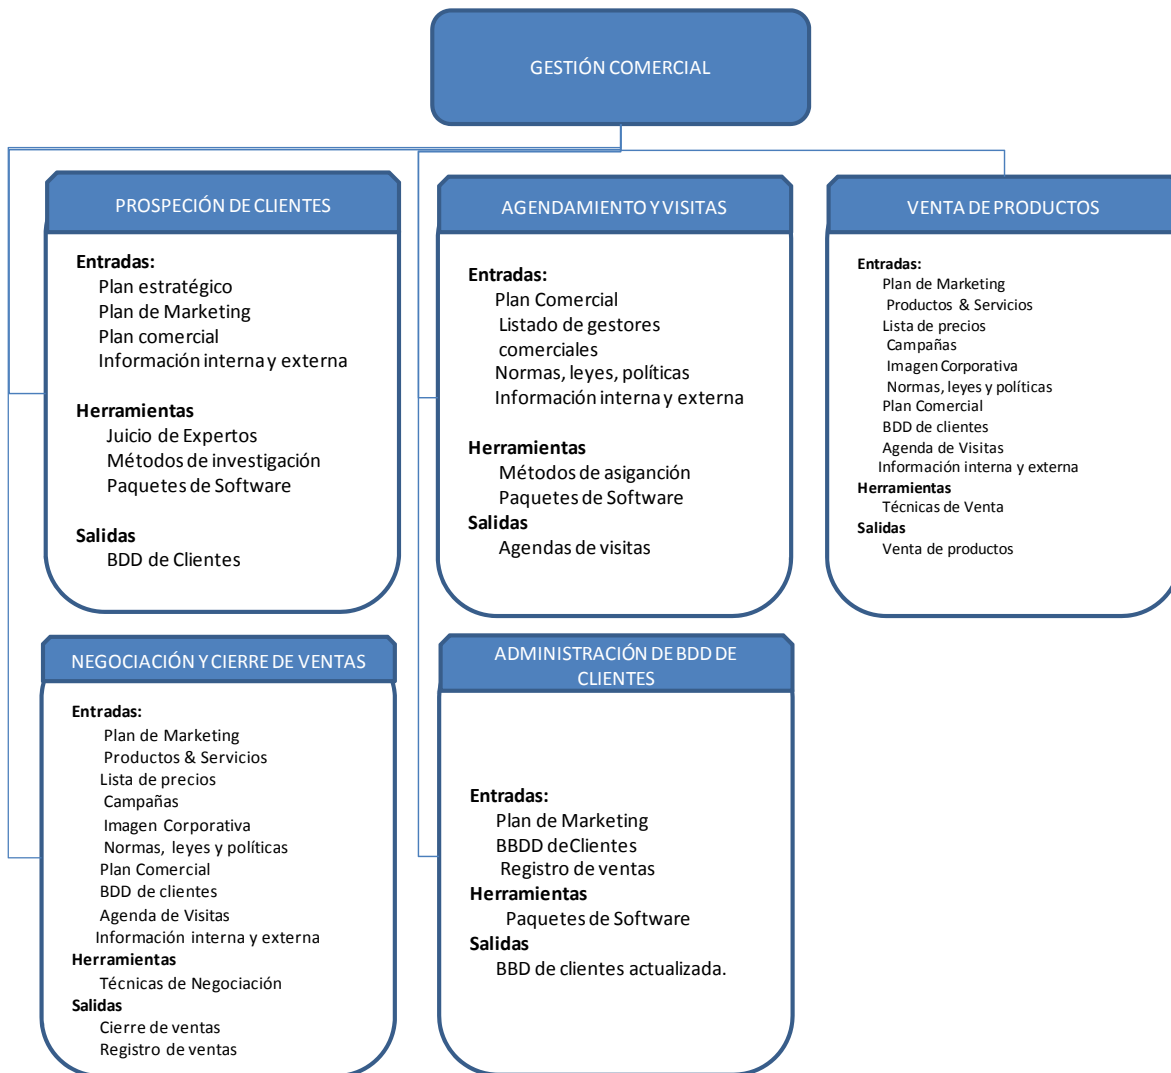 GESTIÓN COMERCIAL
PROSPECIÓN DE CLIENTES
Entradas:
Plan estratégico
Plan de Marketing
Plan comercial
Información interna y externa
Herramientas
Juicio de Expertos
Métodos de investigación
Paquetes de Software
Salidas
BDD de Clientes
AGENDAMIENTO Y VISITAS
Entradas:
Plan Comercial
Listado de gestores
comerciales
Normas, leyes, políticas
Información interna y externa
Herramientas
Métodos de asiganción
Paquetes de Software
Salidas
Agendas de visitas
VENTA DE PRODUCTOS
Entradas:
Plan de Marketing
Productos & Servicios
Lista de precios
Campañas
Imagen Corporativa
Normas, leyes y políticas
Plan Comercial
BDD de clientes
Agenda de Visitas
Información interna y externa
Herramientas
Técnicas de Venta
Salidas
Venta de productos
NEGOCIACIÓN Y CIERRE DE VENTAS
Entradas:
Plan de Marketing
Productos & Servicios
Lista de precios
Campañas
Imagen Corporativa
Normas, leyes y políticas
Plan Comercial
BDD de clientes
Agenda de Visitas
Información interna y externa
Herramientas
Técnicas de Negociación
Salidas
Cierre de ventas
Registro de ventas
ADMINISTRACIÓN DE BDD DE
CLIENTES
Entradas:
Plan de Marketing
BBDD de Clientes
Registro de ventas
Herramientas
Paquetes de Software
Salidas
BBD de clientes actualizada.